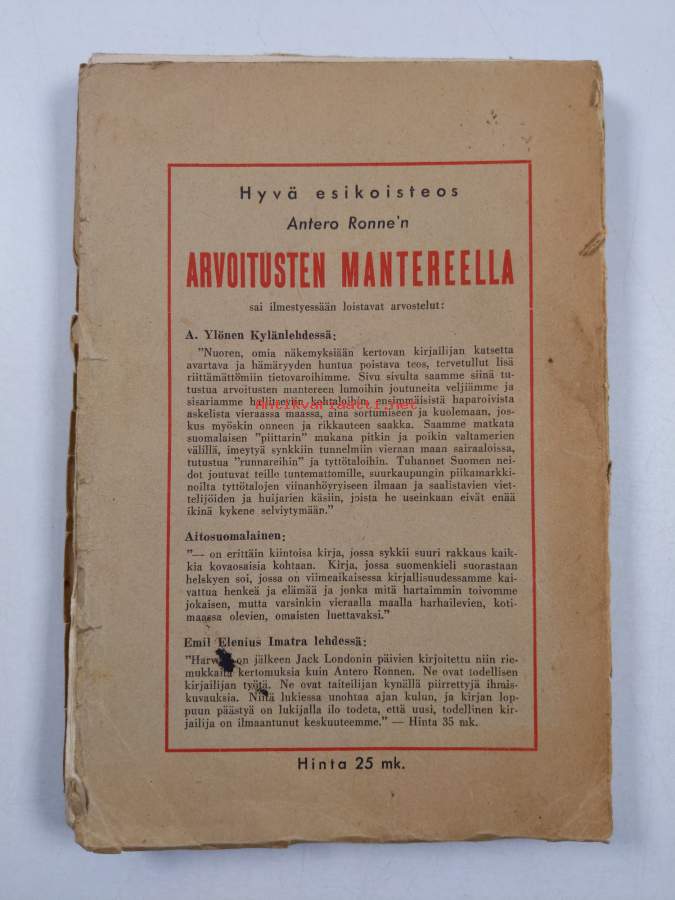 Hyvä esikoisteos
Antero Ronne'n
ARVOITUSTEN MANTEREELLA
sai ilmestyessään loistavat arvostelut:
A. Ylönen Kylänlehdessä:
"Nuoren, omia näkemyksiään kertovan kirjailijan katsetta
avartava ja hämäryyden huntua poistava teos, tervetullut lisä
riittämättömiin tietovaroihimme. Sivu sivulta saamme siinä tu-
tustua arvoitusten mantereen lumoihin joutuneita veljiämme ja
sisariamme hallitseviin kohtaloihin ensimmäisistä haparoivista
Antikvariaatti.net
askelista vieraassa maassa, aina sortumiseen ja kuolemaan, jos-
kus myöskin onneen ja rikkauteen saakka. Saamme matkata
suomalaisen "piittarin" mukana pitkin ja poikin valtamerien
välillä, imeytyä synkkiin tunnelmiin vieraan maan sairaaloissa,
tutustua "runnareihin" ja tyttötaloihin. Tuhannet Suomen nei-
dot joutuvat teille tuntemattomille, suurkaupungin piikamarkki-
noilta tyttötalojen viinanhöyryiseen ilmaan ja saalistavien viet-
telijöiden ja huijarien käsiin, joista he useinkaan eivät enää
ikinä kykene selviytymään."
Aitosuomalainen:
"— on erittäin kiintoisa kirja, jossa sykkii suuri rakkaus kaik-
kia kovaosaisia kohtaan. Kirja, jossa suomenkieli suorastaan
helskyen soi, jossa on viimeaikaisessa kirjallisuudessamme kai-
vattua henkeä ja elämää ja jonka mitä hartaimmin toivomme
jokaisen, mutta varsinkin vieraalla maalla harhailevien, koti-
maassa olevien, omaisten luettavaksi."
Emil Elenius Imatra lehdessä:
"Harvoin on jälkeen Jack Londonin päivien kirjoitettu niin rie-
mukkaita kertomuksia kuin Antero Ronnen. Ne ovat todellisen
kirjailijan työtä. Ne ovat taiteilijan kynällä piirrettyjä ihmis-
kuvauksia. Niitä lukiessa unohtaa ajan kulun, ja kirjan lop-
puun päästyä on lukijalla ilo todeta, että uusi, todellinen kir-
jailija on ilmaantunut keskuuteemme." — Hinta 35 mk.
Hinta 25 mk.